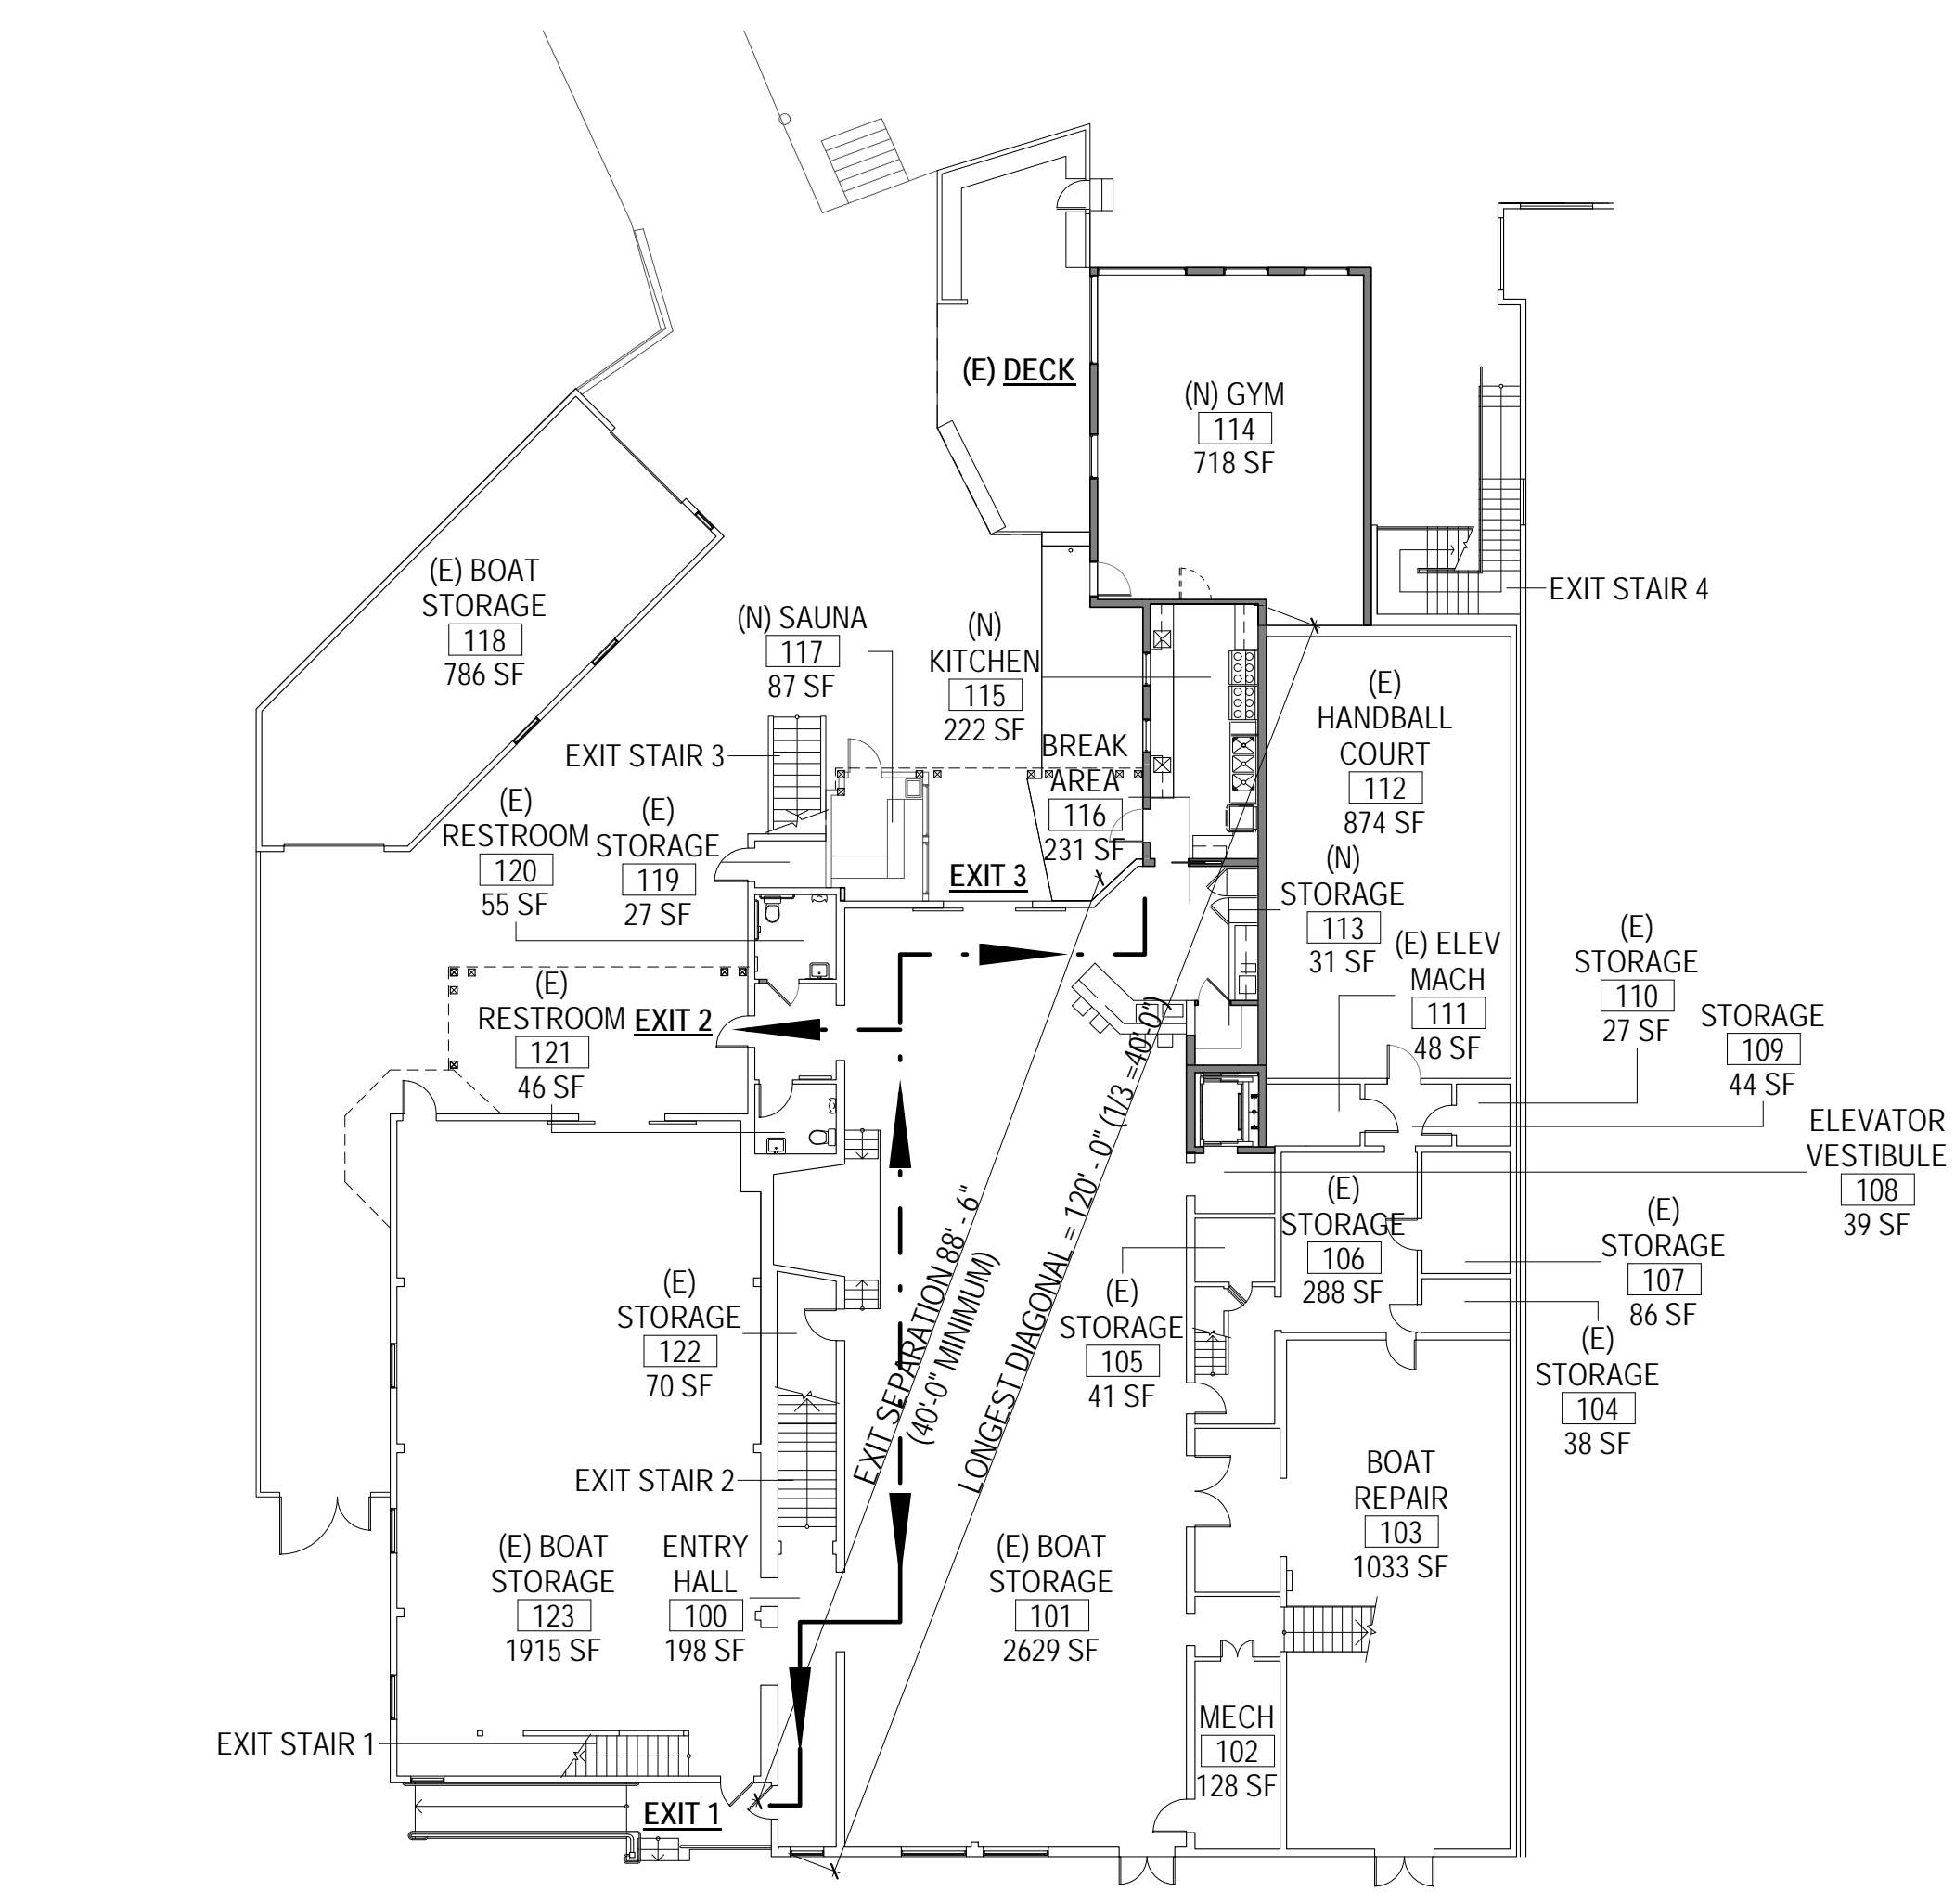 (E) DECK
(N) GYM
114
718 SF
(E) BOAT
STORAGE
118
786 SF
EXIT STAIR 4
(N) SAUNA
117
87 SF
(N)
KITCHEN
115
222 SF
EXIT STAIR 3
BREAK
AREA
116
231 SF
(E)
HANDBALL
COURT
112
874 SF
(E)
RESTROOM
120
55 SF
(E)
STORAGE
119
27 SF
EXIT 3
(N)
STORAGE
113
31 SF
(E) ELEV
MACH
111
48 SF
(E)
STORAGE
110
27 SF
STORAGE
109
44 SF
(E)
RESTROOM
121
46 SF
EXIT 2
ELEVATOR
VESTIBULE
108
39 SF
(E)
STORAGE
106
288 SF
(E)
STORAGE
107
86 SF
(E)
STORAGE
122
70 SF
EXIT SEPARATION 88' - 6"
(40'-0" MINIMUM)
LONGEST DIAGONAL = 120' - 0" (1/3 =40'-0")
(E)
STORAGE
105
41 SF
(E)
STORAGE
104
38 SF
EXIT STAIR 2
BOAT
REPAIR
103
1033 SF
(E) BOAT
STORAGE
123
1915 SF
ENTRY
HALL
100
198 SF
(E) BOAT
STORAGE
101
2629 SF
MECH
102
128 SF
EXIT STAIR 1
EXIT 1